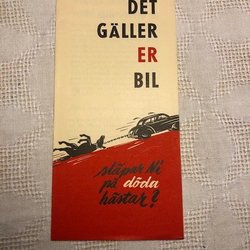 DET
GÄLLER
ER
BIL
släpar Ni
på döda
hästar?